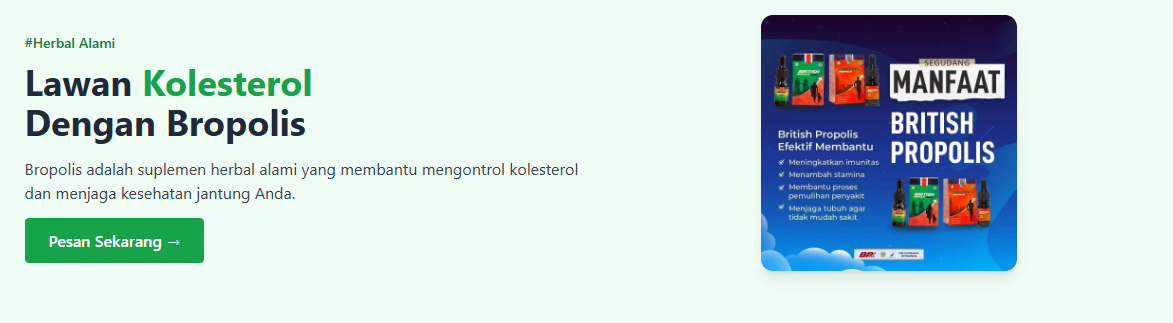 #Herbal Alami
Lawan Kolesterol
Dengan Bropolis
Bropolis adalah suplemen herbal alami yang membantu mengontrol kolesterol
dan menjaga kesehatan jantung Anda.
Pesan Sekarang →
SEGUDANG
MANFAAT
BRITISH
PROPOLIS
British Propolis
Efektif Membantu
Meningkatkan imunitas
Menambah stamina
Membantu proses
pemulihan penyakit
Menjaga tubuh agar
tidak mudah sakit
BP